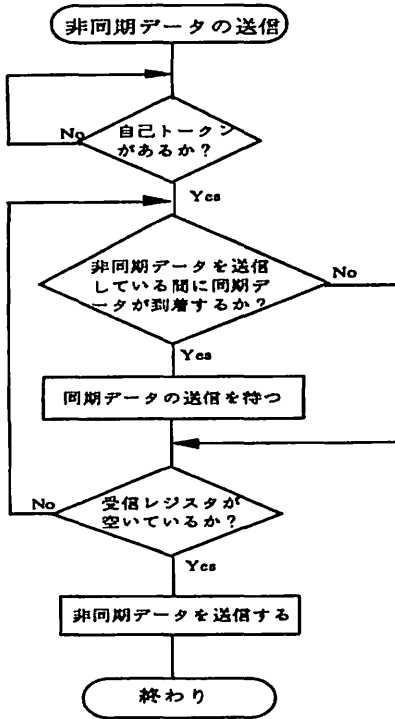 非同期データの送信
No
自己トークン
があるか?
Yes
非同期データを送信
している間に同期デ
ータが到着するか?
No
Yes
同期データの送信を待つ
No
受信レジスタが
空いているか?
Yes
非同期データを送信する
終わり